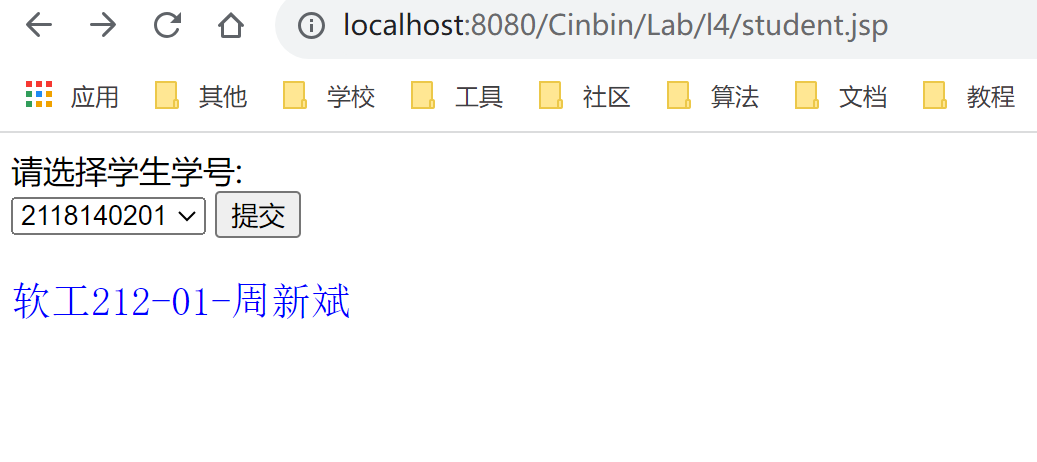 localhost:8080/Cinbin/Lab/l4/student.jsp
应用 其他 学校 工具 社区 算法 文档 教程
请选择学生学号:
2118140201 提交
软工212-01-周新斌